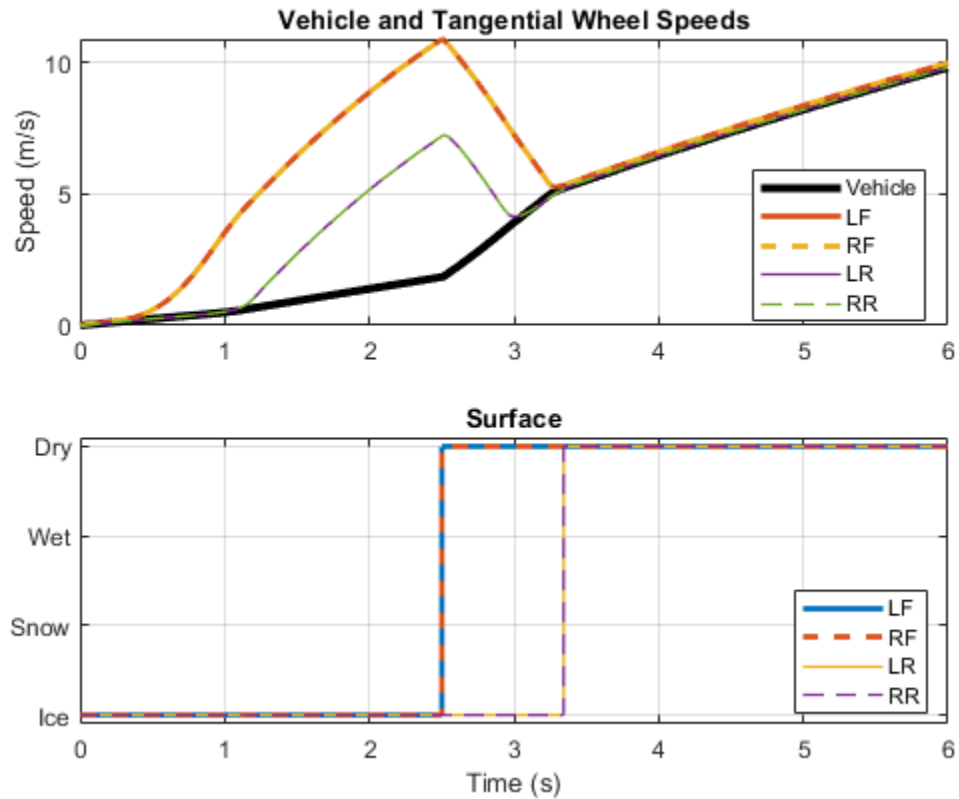 Vehicle and Tangential Wheel Speeds
10
5
0
Speed (m/s)
Vehicle
LF
RF
LR
RR
0 1 2 3 4 5 6
Surface
Dry
Wet
Snow
Ice
LF
RF
LR
RR
0 1 2 3 4 5 6
Time (s)